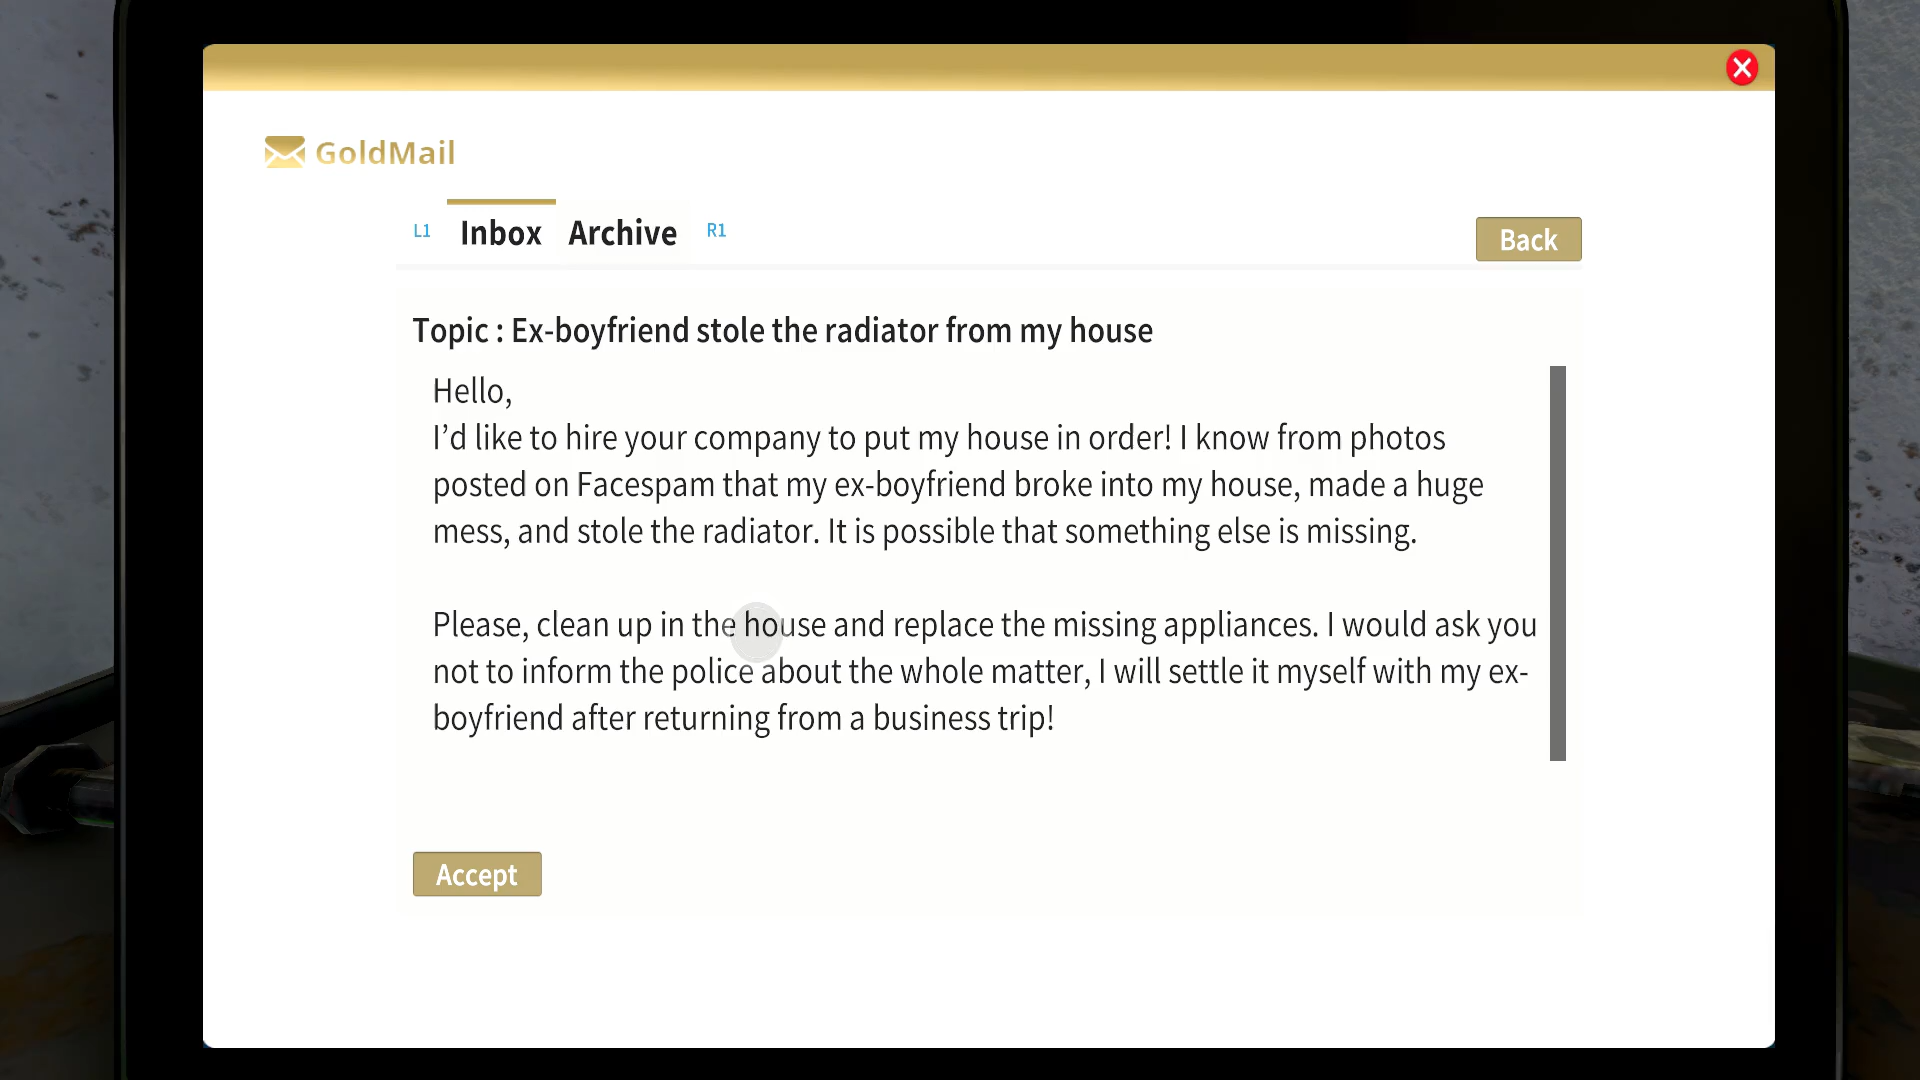 GoldMail
L1 Inbox Archive R1
Back
Topic : Ex-boyfriend stole the radiator from my house
Hello,
I’d like to hire your company to put my house in order! I know from photos
posted on Facespam that my ex-boyfriend broke into my house, made a huge
mess, and stole the radiator. It is possible that something else is missing.
Please, clean up in the house and replace the missing appliances. I would ask you
not to inform the police about the whole matter, I will settle it myself with my ex-
boyfriend after returning from a business trip!
Accept